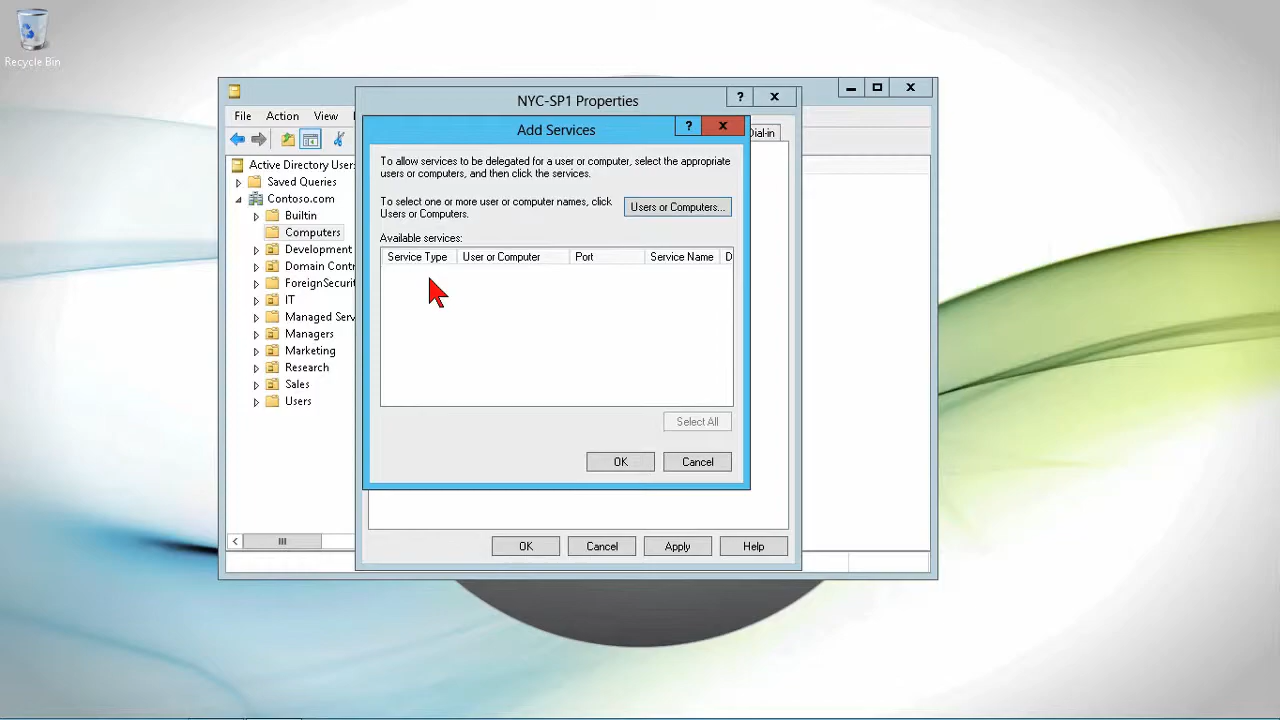 Recycle Bin
NYC-SP1 Properties
?
File Action View
Add Services
?
Dial-in
To allow services to be delegated for a user or computer, select the appropriate
users or computers, and then click the services.
To select one or more user or computer names, click
Users or Computers.
Users or Computers...
Available services:
Service Type User or Computer Port Service Name D
Select All
OK Cancel
Active Directory User
Saved Queries
Contoso.com
Builtin
Computers
Development
Domain Contr
ForeignSecurit
IT
Managed Serv
Managers
Marketing
Research
Sales
Users
OK Cancel Apply Help